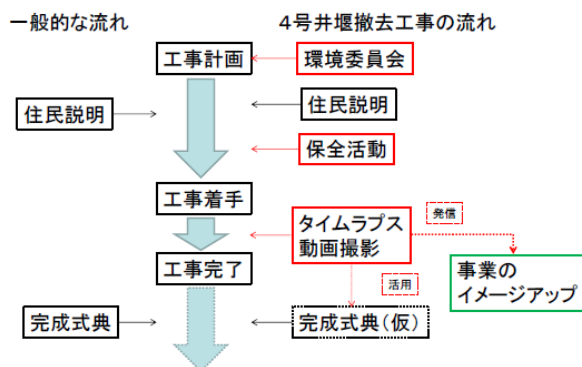 一般的な流れ
4号井堰撤去工事の流れ
工事計画
環境委員会
住民説明
住民説明
保全活動
工事着手
タイムラプス
動画撮影
発信
工事完了
事業の
イメージアップ
活用
完成式典
完成式典(仮)